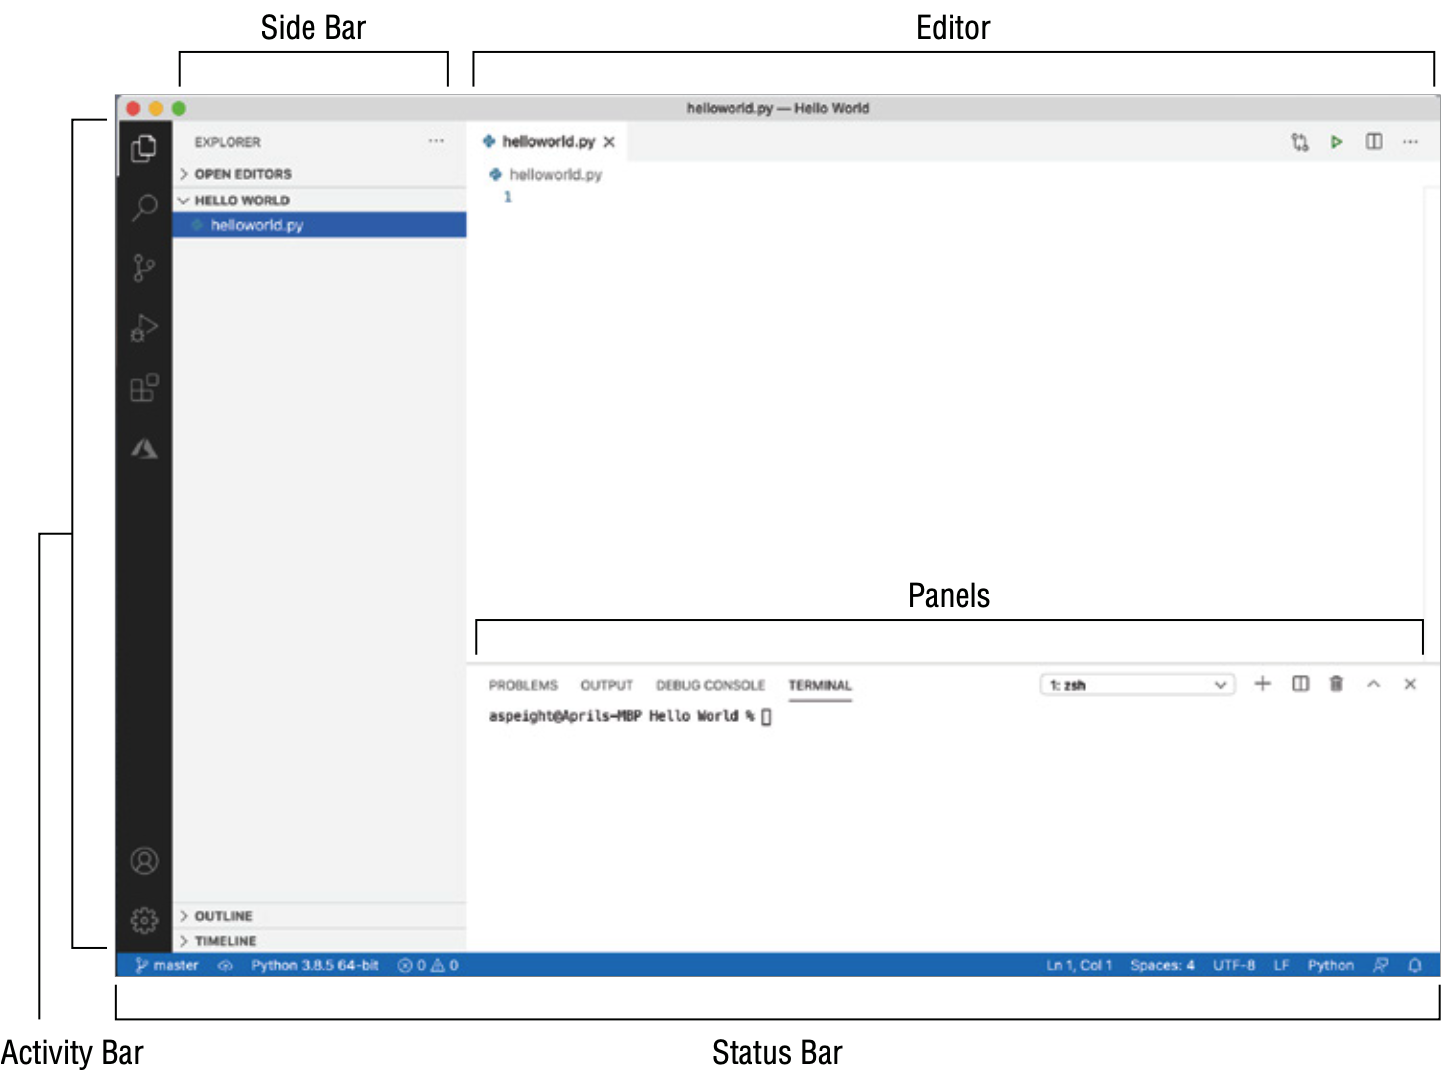 Side Bar
Editor
helloworld.py — Hello World
EXPLORER
helloworld.py
OPEN EDITORS
helloworld.py
HELLO WORLD
1
helloworld.py
Panels
PROBLEMS OUTPUT DEBUG CONSOLE TERMINAL 1: zsh
aspeight@Aprils-MBP Hello World %
OUTLINE
TIMELINE
master Python 3.8.5 64-bit 0 0 Ln 1, Col 1 Spaces: 4 UTF-8 LF Python
Activity Bar
Status Bar